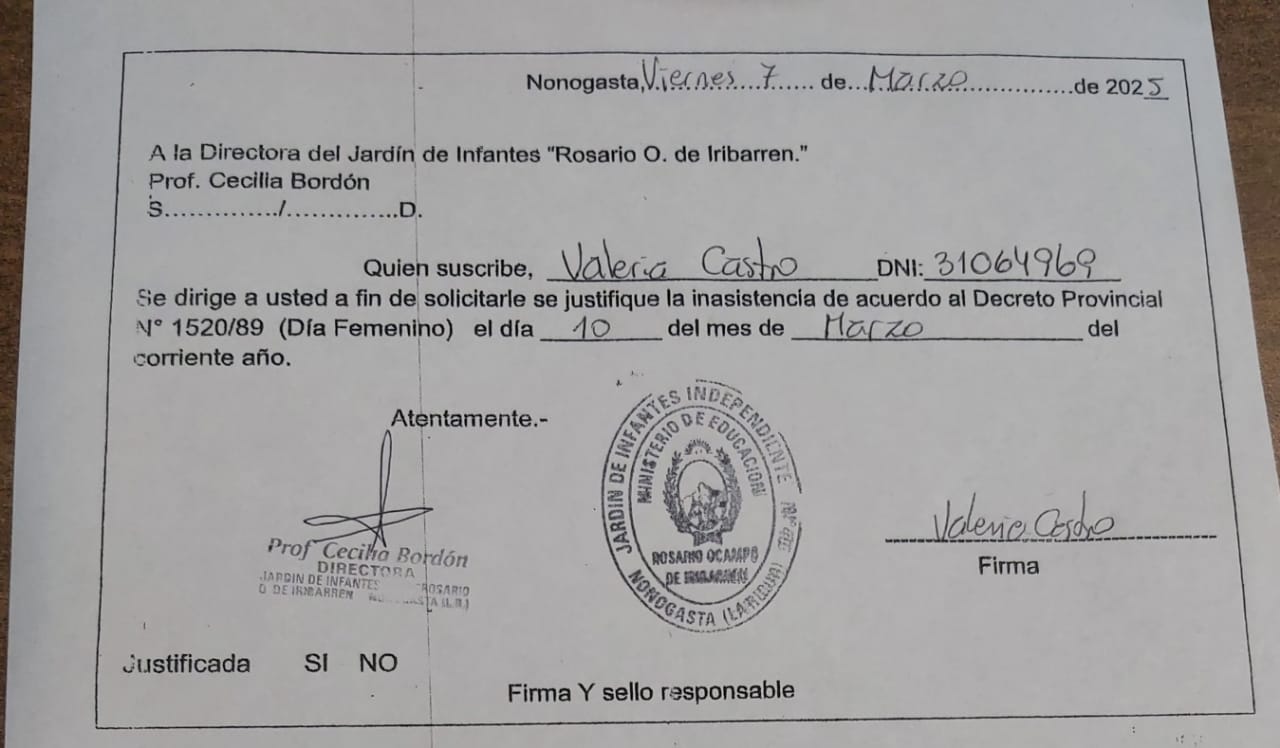 Nonogasta, Viernes 7 de Marzo de 2025
A la Directora del Jardín de Infantes "Rosario O. de Iribarren."
Prof. Cecilia Bordón
S............../..............D.
Quien suscribe, Valeria Castro DNI: 31064969
Se dirige a usted a fin de solicitarle se justifique la inasistencia de acuerdo al Decreto Provincial
N° 1520/89 (Día Femenino) el día 10 del mes de Marzo del
corriente año.
Atentamente.-
JARDIN DE INFANTES INDEPENDIENTE
MINISTERIO DE EDUCACION
ROSARIO OCAMPO
DE IRIBARREN
NONOGASTA (LA RIOJA)
Prof Cecilia Bordón
DIRECTORA
JARDIN DE INFANTES ROSARIO
O DE IRIBARREN (L.R.)
Valeria Castro
Firma
Justificada SI NO
Firma Y sello responsable